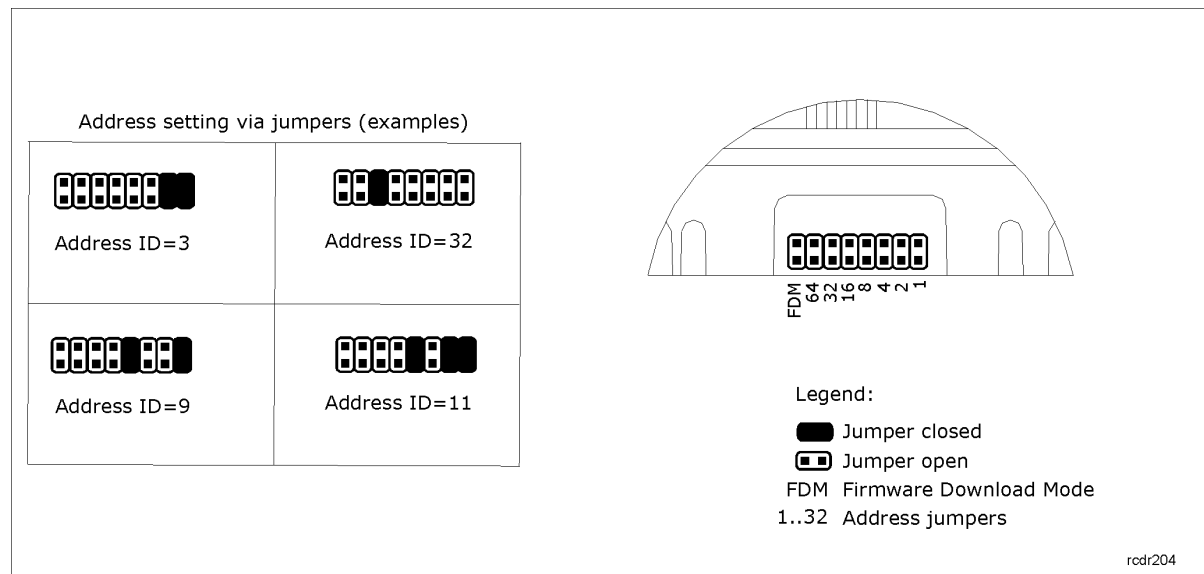 Address setting via jumpers (examples)
Address ID=3
Address ID=32
Address ID=9
Address ID=11
FDM
64
32
16
8
4
2
1
Legend:
Jumper closed
Jumper open
FDM Firmware Download Mode
1..32 Address jumpers
rcdr204